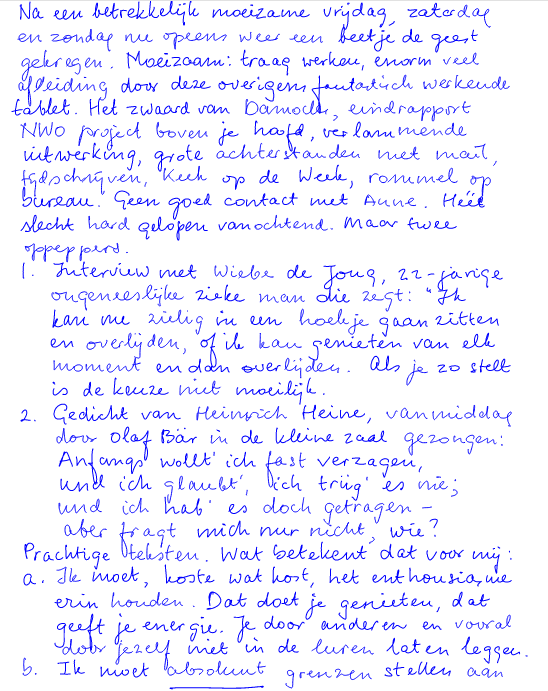 Na een betrekkelijk moeizame vrijdag, zaterdag
en zondag nu opeens weer een beetje de geest
gekregen. Moeizaam: traag werken, enorm veel
afleiding door deze overigens fantastisch werkende
tablet. Het zwaard van Damocles, eindrapport
NWO project boven je hoofd, verlammende
uitwerking, grote achterstanden met mail,
tijdschrijven, Keek op de Week, rommel op
bureau. Geen goed contact met Anne. Héél
slecht hard gelopen vanochtend. Maar twee
oppeppers.
1. Interview met Wiebe de Jong, 22-jarige
ongeneeslijke zieke man die zegt: "Ik
kan me zielig in een hoekje gaan zitten
en overlijden, of ik kan genieten van elk
moment en dan overlijden. Als je zo stelt
is de keuze niet moeilijk.
2. Gedicht van Heinrich Heine, vanmiddag
door Olaf Bär in de kleine zaal gezongen:
Anfangs wollt' ich fast verzagen,
und ich glaubt', ich trüg' es nie;
und ich hab' es doch getragen –
aber fragt mich nur nicht, wie?
Prachtige teksten. Wat betekent dat voor mij:
a. Ik moet, koste wat kost, het enthousiasme
erin houden. Dat doet je genieten, dat
geeft je energie. Je door anderen en vooral
door jezelf niet in de luren laten leggen.
b. Ik moet absoluut grenzen stellen aan